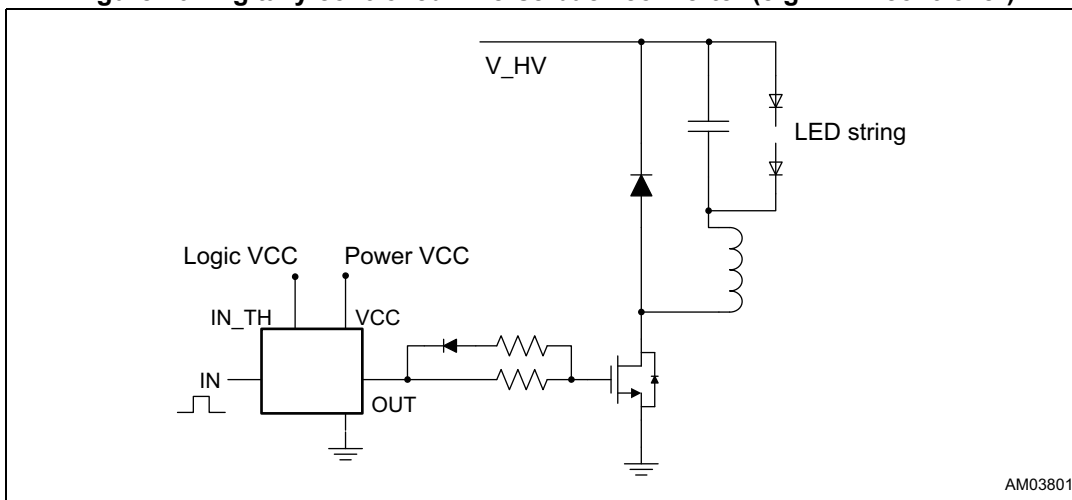 V_HV
LED string
Logic VCC
Power VCC
IN_TH
VCC
IN
OUT
AM03801